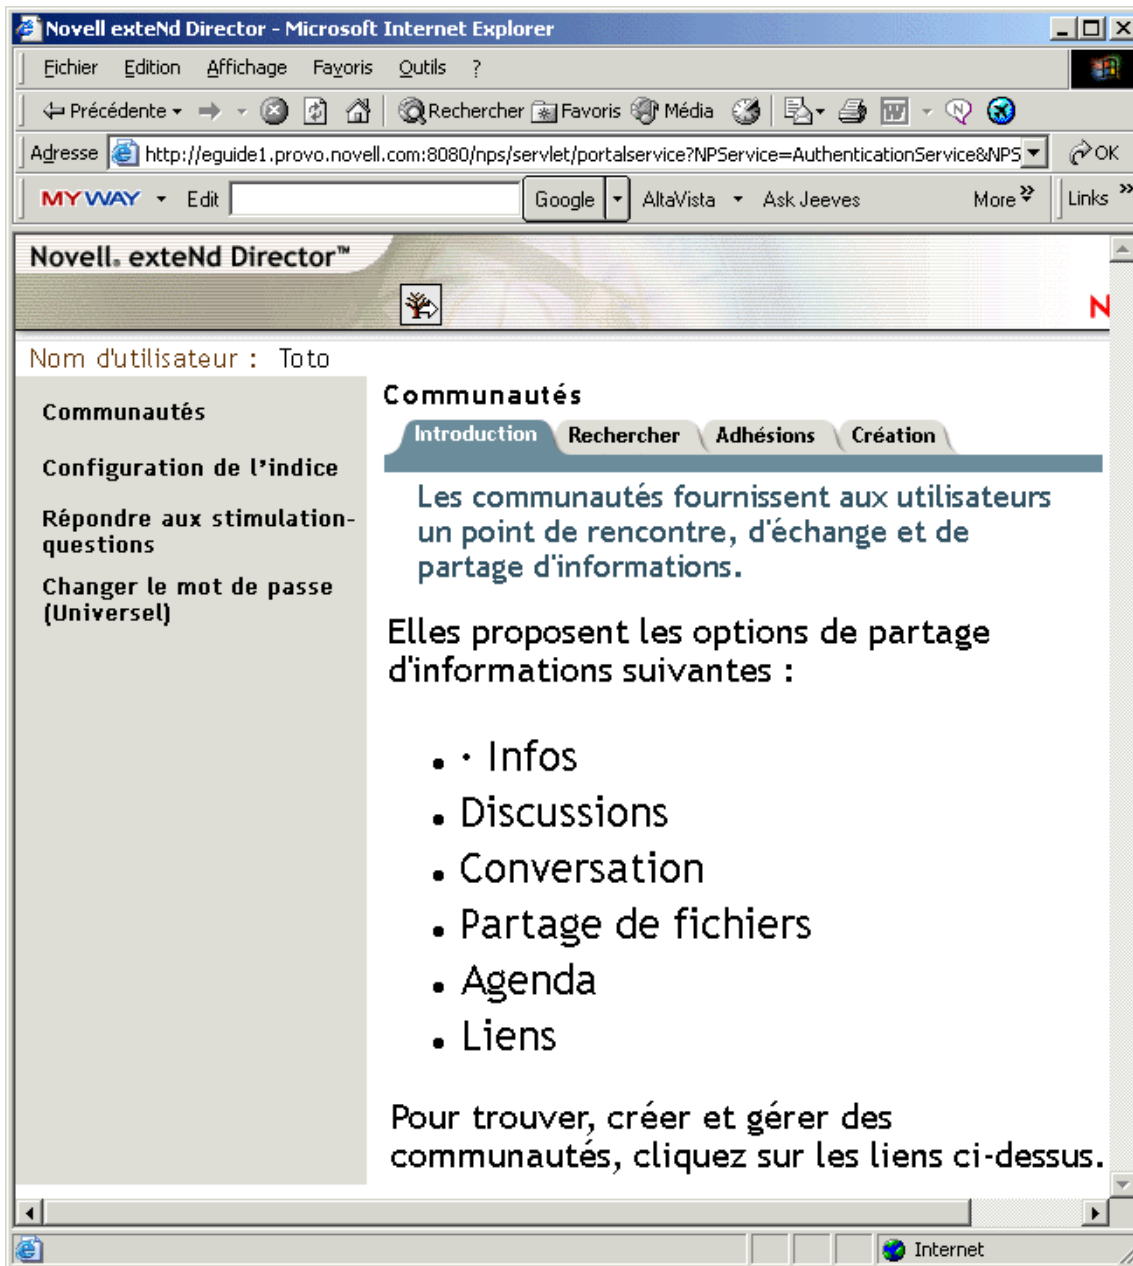 Novell exteNd Director - Microsoft Internet Explorer
Fichier Edition Affichage Favoris Outils ?
Précédente Rechercher Favoris Média
Adresse http://eguide1.provo.novell.com:8080/nps/servlet/portalservice?NPService=AuthenticationService&NPS OK
MY WAY Edit Google AltaVista Ask Jeeves More Links
Novell. exteNd Director™
N
Nom d'utilisateur : Toto
Communautés
Configuration de l'indice
Répondre aux stimulation-
questions
Changer le mot de passe
(Universel)
Communautés
Introduction Rechercher Adhésions Création
Les communautés fournissent aux utilisateurs
un point de rencontre, d'échange et de
partage d'informations.
Elles proposent les options de partage
d'informations suivantes :
• · Infos
• Discussions
• Conversation
• Partage de fichiers
• Agenda
• Liens
Pour trouver, créer et gérer des
communautés, cliquez sur les liens ci-dessus.
Internet